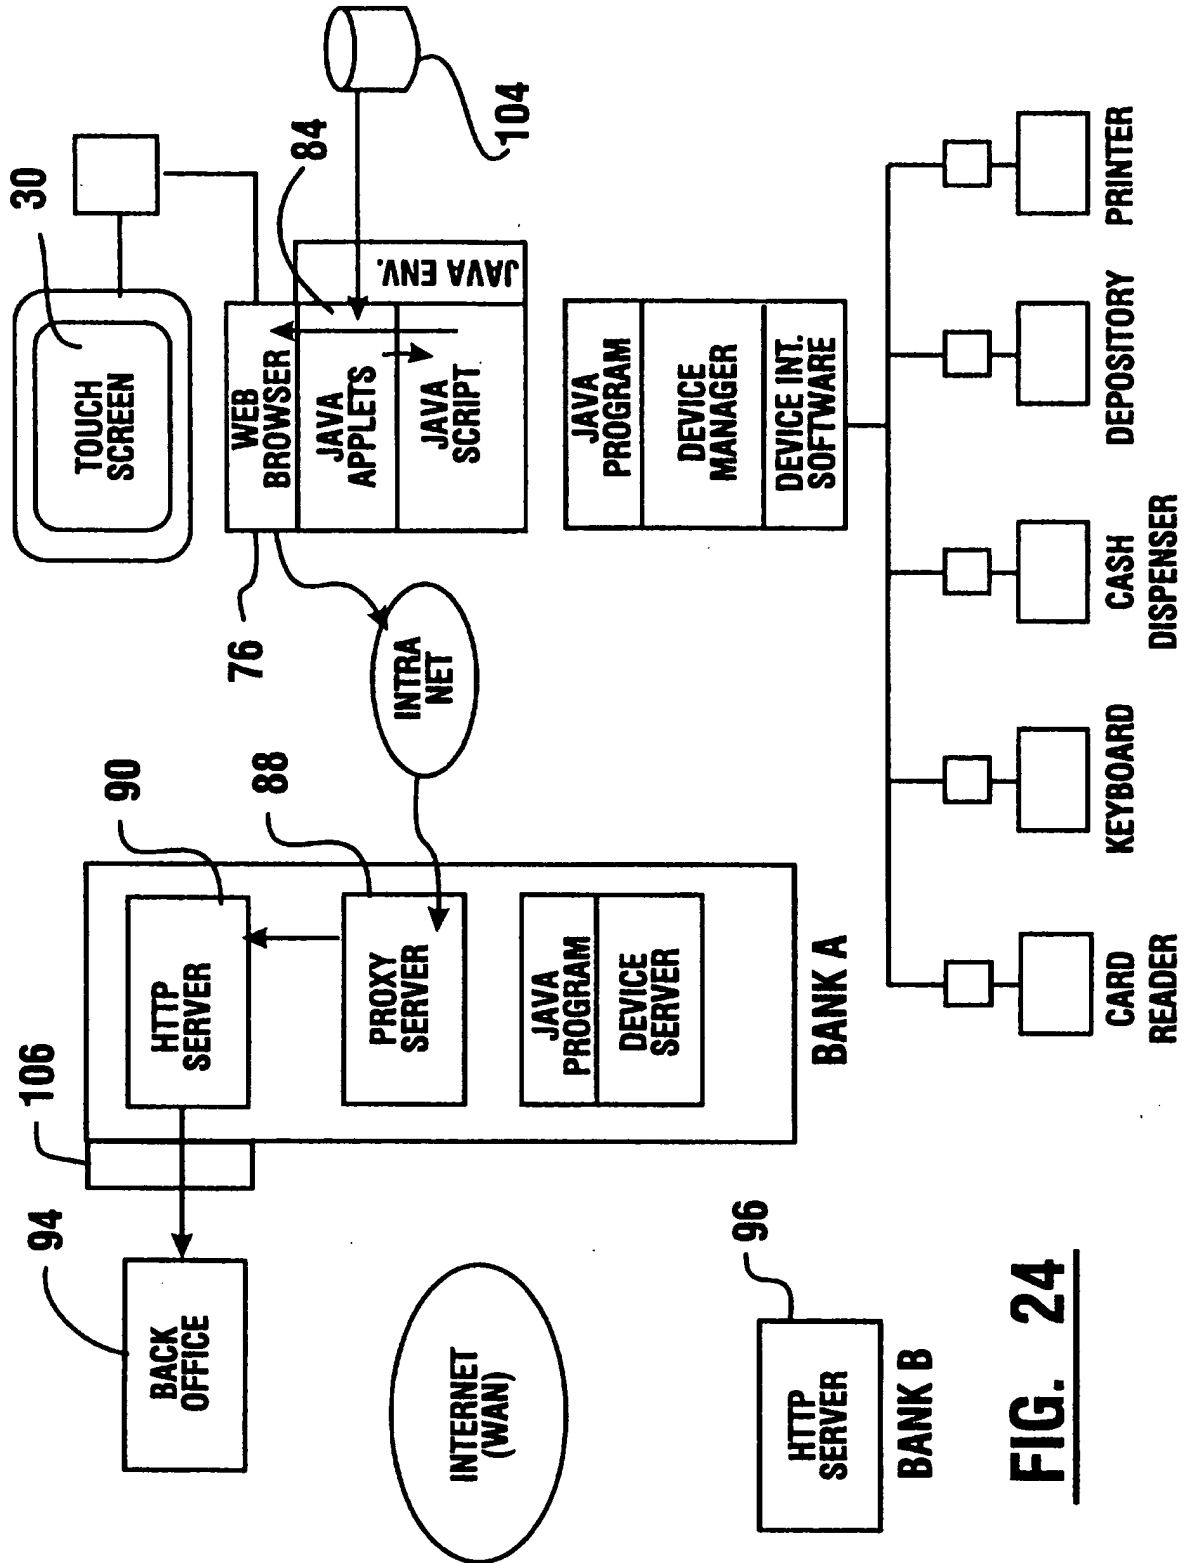 94
BACK
OFFICE
106
HTTP
SERVER
90
PROXY
SERVER
88
JAVA
PROGRAM
DEVICE
SERVER
BANK A
INTERNET
(WAN)
96
HTTP
SERVER
BANK B
INTRA
NET
30
TOUCH
SCREEN
76
WEB
BROWSER
JAVA
APPLETS
JAVA
SCRIPT
JAVA ENV.
84
104
JAVA
PROGRAM
DEVICE
MANAGER
DEVICE INT.
SOFTWARE
CARD
READER
KEYBOARD
CASH
DISPENSER
DEPOSITORY
PRINTER
FIG. 24